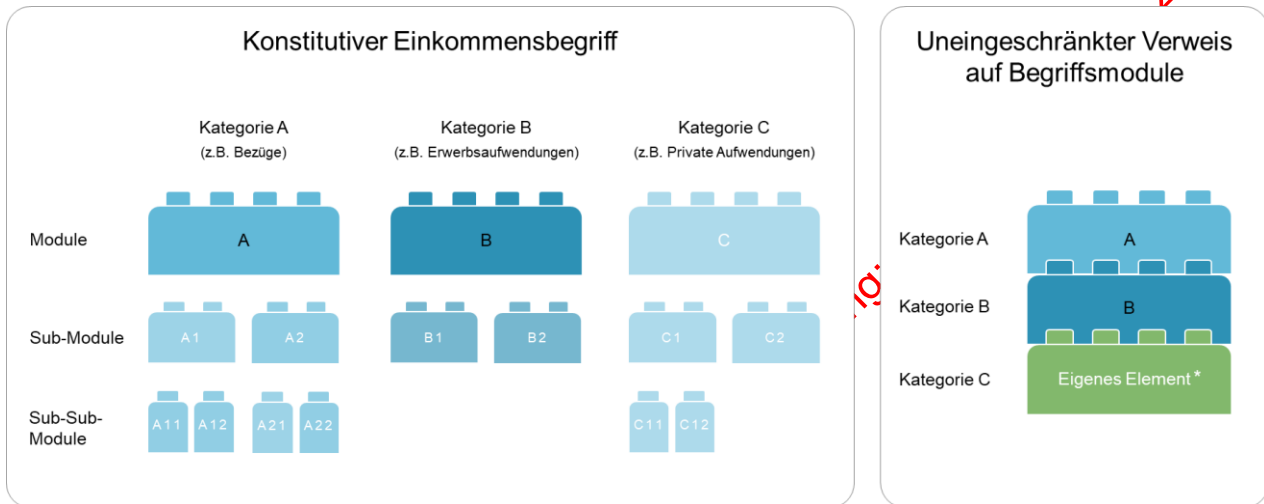 Konstitutiver Einkommensbegriff
Kategorie A
(z.B. Bezüge)
Kategorie B
(z.B. Erwerbsaufwendungen)
Kategorie C
(z.B. Private Aufwendungen)
Module
A
B
C
Sub-Module
A1
A2
B1
B2
C1
C2
Sub-Sub-
Module
A11
A12
A21
A22
C11
C12
Uneingeschränkter Verweis
auf Begriffsmodule
Kategorie A
A
Kategorie B
B
Kategorie C
Eigenes Element*